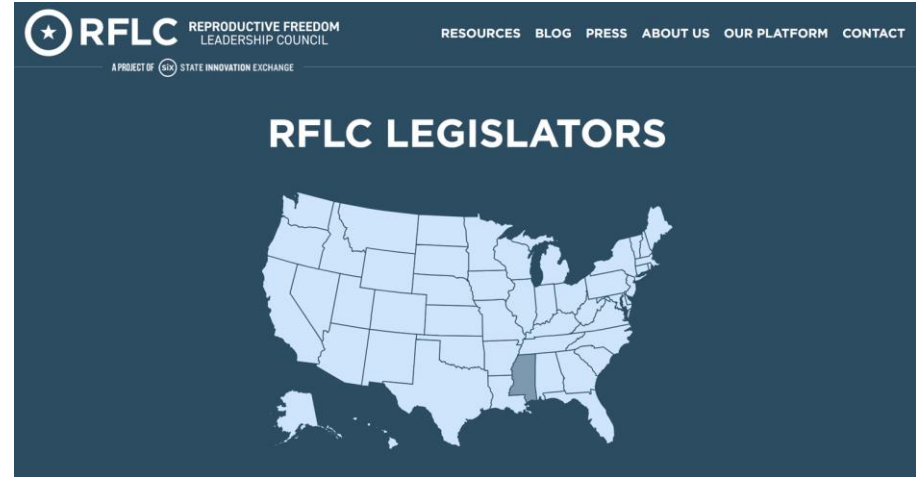 RFLC REPRODUCTIVE FREEDOM
LEADERSHIP COUNCIL
A PROJECT OF six STATE INNOVATION EXCHANGE
RESOURCES BLOG PRESS ABOUT US OUR PLATFORM CONTACT
RFLC LEGISLATORS